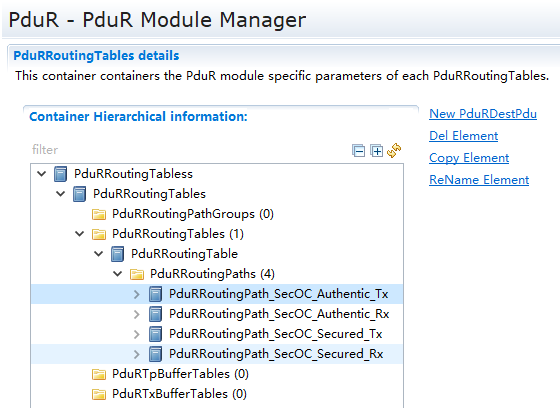 PduR - PduR Module Manager
PduRRoutingTables details
This container containers the PduR module specific parameters of each PduRRoutingTables.
Container Hierarchical information:
filter
PduRRoutingTabless
PduRRoutingTables
PduRRoutingPathGroups (0)
PduRRoutingTables (1)
PduRRoutingTable
PduRRoutingPaths (4)
PduRRoutingPath_SecOC_Authentic_Tx
PduRRoutingPath_SecOC_Authentic_Rx
PduRRoutingPath_SecOC_Secured_Tx
PduRRoutingPath_SecOC_Secured_Rx
PduRTpBufferTables (0)
PduRTxBufferTables (0)
New PduRDestPdu
Del Element
Copy Element
ReName Element